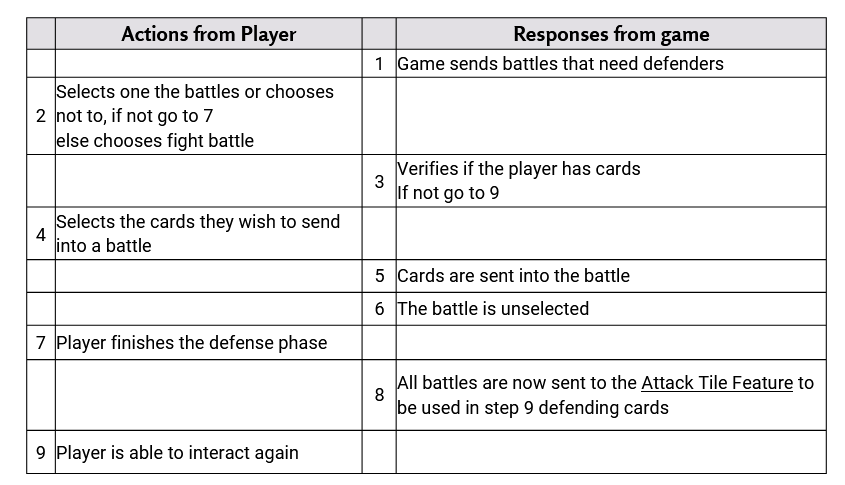 Actions from Player
Responses from game
1 Game sends battles that need defenders
2 Selects one the battles or chooses
not to, if not go to 7
else chooses fight battle
3 Verifies if the player has cards
If not go to 9
4 Selects the cards they wish to send
into a battle
5 Cards are sent into the battle
6 The battle is unselected
7 Player finishes the defense phase
8 All battles are now sent to the Attack Tile Feature to
be used in step 9 defending cards
9 Player is able to interact again